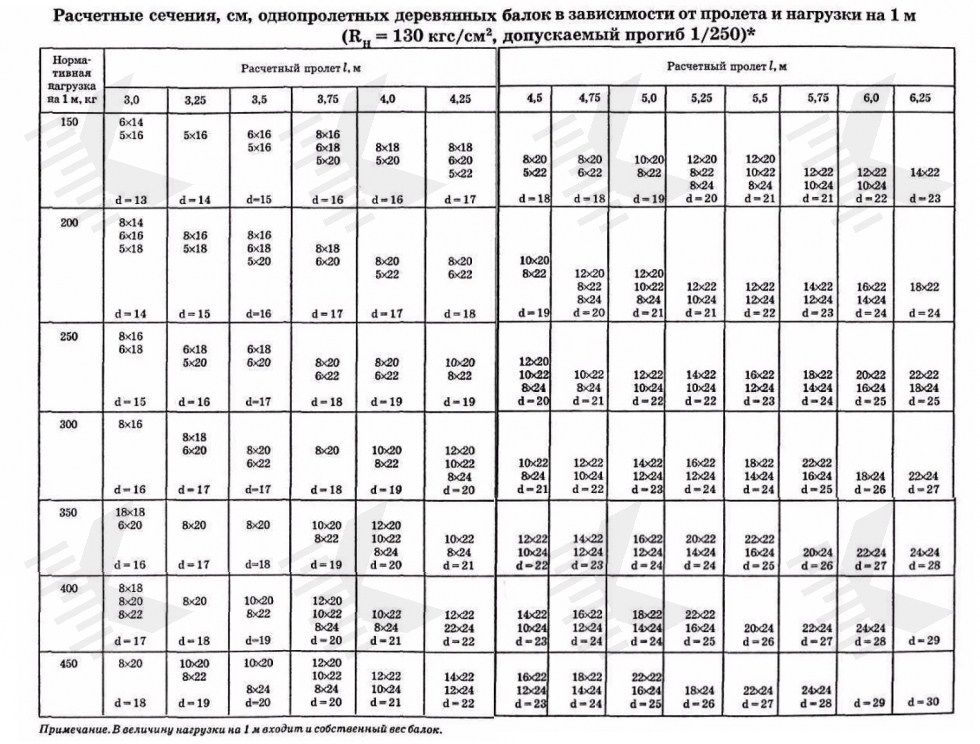 Расчетные сечения, см, однопролетных деревянных балок в зависимости от пролета и нагрузки на 1 м
(Rн = 130 кгс/см², допускаемый прогиб 1/250)*
Норма-
тивная
нагрузка
на 1 м, кг
Расчетный пролет l, м
Расчетный пролет l, м
3,0 3,25 3,5 3,75 4,0 4,25 4,5 4,75 5,0 5,25 5,5 5,75 6,0 6,25
150 6×14
5×16 5×16 6×16 8×16
5×16 6×18 8×18 8×18
5×20 5×20 6×20 8×20 8×20 10×20 12×20 12×20
5×22 5×22 6×22 8×22 8×22 10×22 12×22 12×22 14×22
8×24 8×24 10×24 10×24
d=13 d=14 d=15 d=16 d=16 d=17 d=18 d=18 d=19 d=20 d=21 d=21 d=22 d=23
200 8×14
6×16 8×16 8×16
5×18 5×18 6×18 8×18
5×20 6×20 8×20 8×20 10×20
5×22 6×22 8×22 12×20 12×20
8×22 10×22 12×22 12×22 14×22 16×22 18×22
8×24 8×24 10×24 12×24 12×24 14×24
d=14 d=15 d=16 d=17 d=17 d=18 d=19 d=20 d=21 d=21 d=22 d=23 d=24 d=24
250 8×16
6×18 6×18 6×18
5×20 6×20 8×20 8×20 10×20 12×20
6×22 6×22 8×22 10×22 10×22 12×22 14×22 16×22 18×22 20×22 22×22
8×24 8×24 10×24 10×24 12×24 14×24 16×24 18×24
d=15 d=16 d=17 d=18 d=19 d=19 d=20 d=21 d=22 d=22 d=23 d=24 d=25 d=25
300 8×16
8×18
6×20 8×20 8×20 10×20 12×20
6×22 8×22 10×22 10×22 12×22 14×22 16×22 18×22 22×22
8×24 8×24 10×24 12×24 12×24 14×24 16×24 18×24 22×24
d=16 d=17 d=17 d=18 d=19 d=20 d=21 d=22 d=23 d=24 d=24 d=25 d=26 d=27
350 18×18
6×20 8×20 8×20 10×20 12×20
8×22 10×22 10×22 12×22 14×22 16×22 20×22 22×22
8×24 8×24 10×24 12×24 12×24 14×24 16×24 20×24 22×24 24×24
d=16 d=17 d=18 d=19 d=20 d=21 d=22 d=23 d=24 d=24 d=25 d=26 d=27 d=28
400 8×18
8×20 8×20 10×20 12×20
8×22 8×22 10×22 10×22 12×22 14×22 16×22 18×22 22×22
8×24 8×24 22×24 10×24 12×24 14×24 16×24 20×24 22×24 24×24
d=17 d=18 d=19 d=20 d=21 d=22 d=23 d=24 d=24 d=25 d=26 d=27 d=28 d=29
450 8×20 10×20 10×20 12×20
8×22 10×22 12×22 14×22 16×22 18×22 22×22
8×24 8×24 10×24 12×24 12×24 14×24 16×24 18×24 22×24 24×24
d=18 d=19 d=20 d=20 d=21 d=22 d=23 d=24 d=25 d=26 d=27 d=28 d=29 d=30
Примечание. В величину нагрузки на 1 м входит и собственный вес балок.